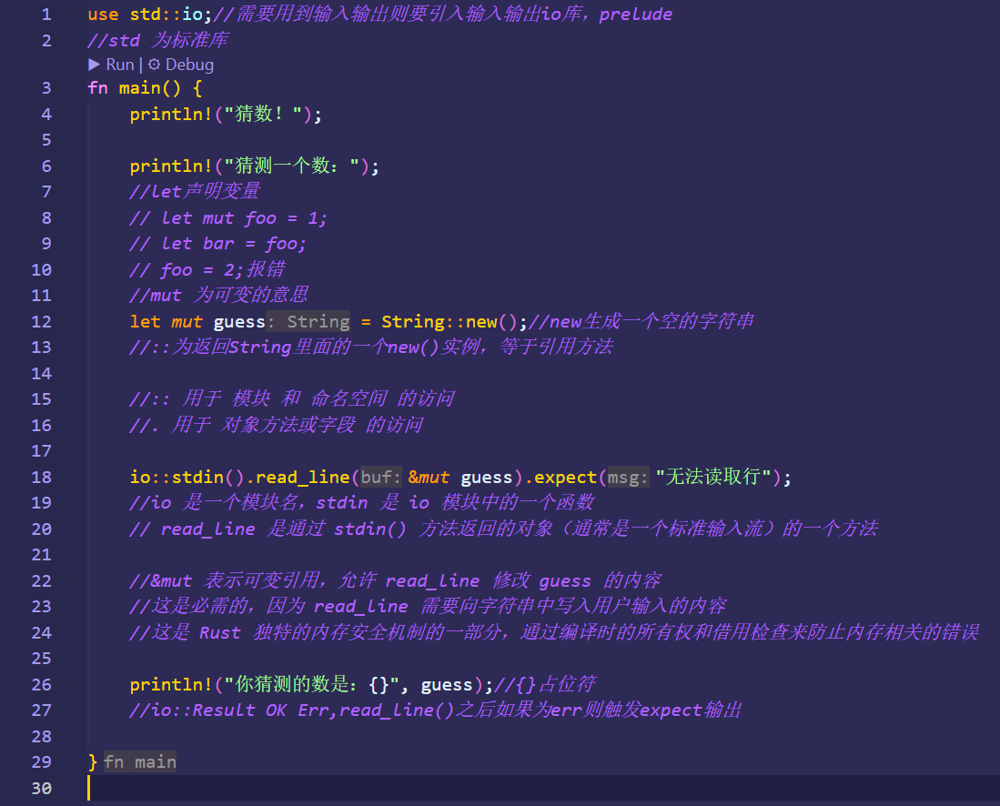 1 use std::io;//需要用到输入输出则要引入输入输出io库，prelude
2 //std 为标准库
▶ Run | ⚙ Debug
3 fn main() {
4 println!("猜数！");
5
6 println!("猜测一个数：");
7 //let声明变量
8 // let mut foo = 1;
9 // let bar = foo;
10 // foo = 2;报错
11 //mut 为可变的意思
12 let mut guess: String = String::new();//new生成一个空的字符串
13 //::为返回String里面的一个new()实例，等于引用方法
14
15 //:: 用于 模块 和 命名空间 的访问
16 //. 用于 对象方法或字段 的访问
17
18 io::stdin().read_line(buf: &mut guess).expect(msg: "无法读取行");
19 //io 是一个模块名，stdin 是 io 模块中的一个函数
20 // read_line 是通过 stdin() 方法返回的对象（通常是一个标准输入流）的一个方法
21
22 //&mut 表示可变引用，允许 read_line 修改 guess 的内容
23 //这是必需的，因为 read_line 需要向字符串中写入用户输入的内容
24 //这是 Rust 独特的内存安全机制的一部分，通过编译时的所有权和借用检查来防止内存相关的错误
25
26 println!("你猜测的数是：{}", guess);//{}占位符
27 //io::Result OK Err,read_line()之后如果为err则触发expect输出
28
29 } fn main
30